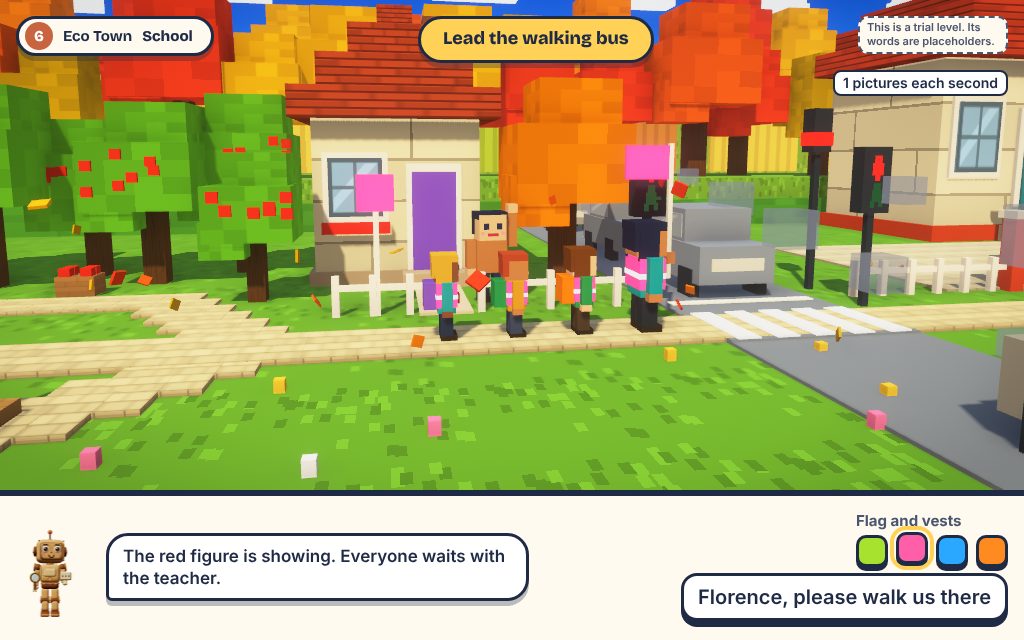 6 Eco Town School
Lead the walking bus
This is a trial level. Its
words are placeholders.
1 pictures each second
The red figure is showing. Everyone waits with
the teacher.
Flag and vests
Florence, please walk us there